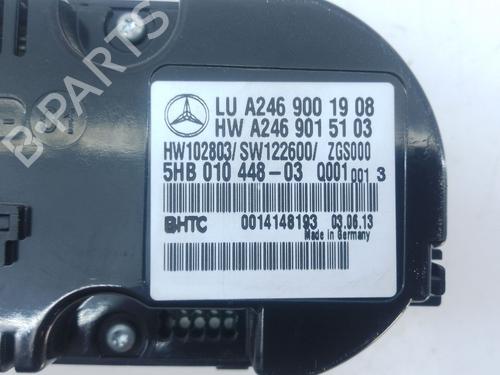 B-PARTS
LU A246 900 19 08
HW A246 901 51 03
HW102803/ SW122600/ ZGS000
5HB 010 448-03 Q001 001 3
BHTC 0014148193 03.06.13
Made in Germany